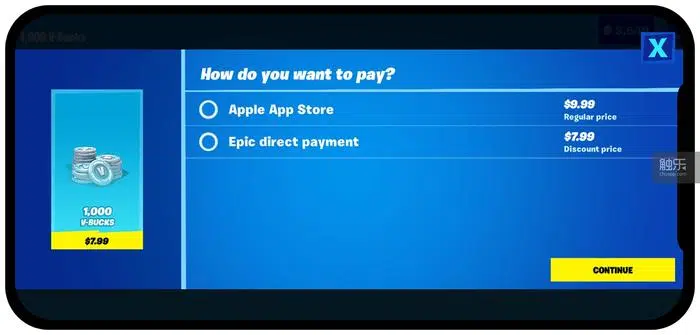 1,000 V-Bucks
X
How do you want to pay?
Apple App Store
$9.99
Regular price
Epic direct payment
$7.99
Discount price
1,000
V-BUCKS
$7.99
CONTINUE
触乐